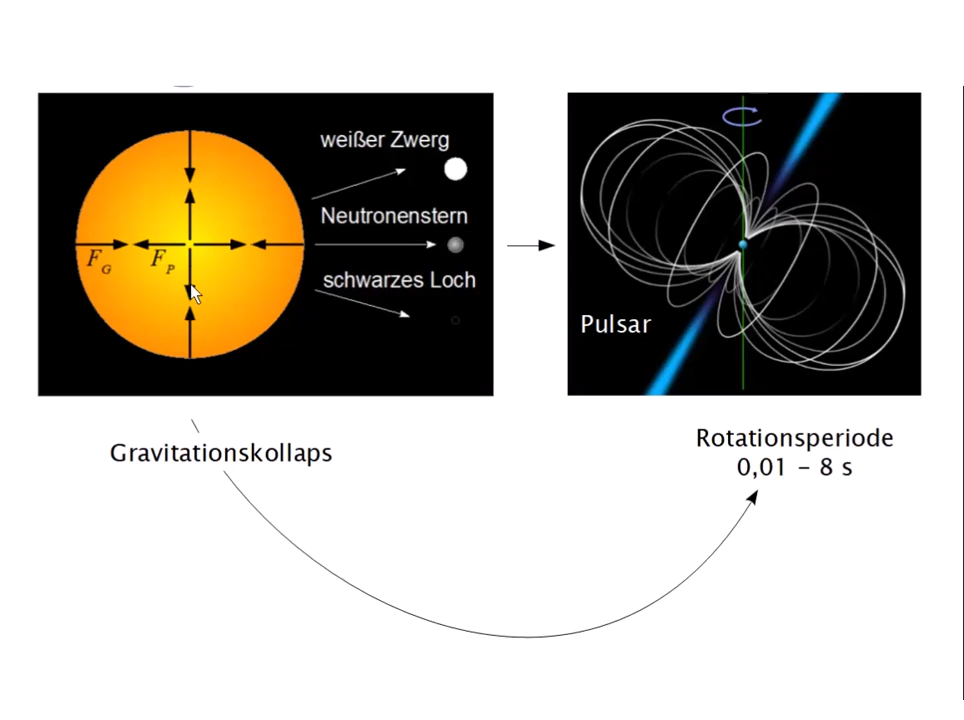 weißer Zwerg
Neutronenstern
F_G F_P
schwarzes Loch
Pulsar
Gravitationskollaps
Rotationsperiode
0,01 – 8 s